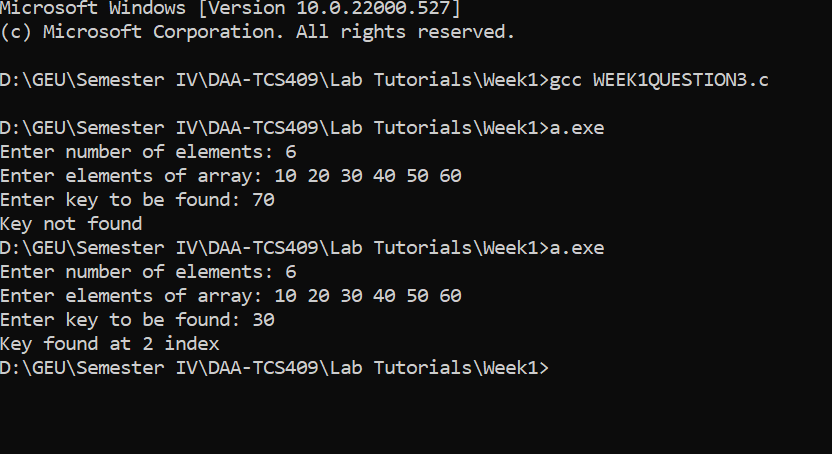 Microsoft Windows [Version 10.0.22000.527]
(c) Microsoft Corporation. All rights reserved.
D:\GEU\Semester IV\DAA-TCS409\Lab Tutorials\Week1>gcc WEEK1QUESTION3.c
D:\GEU\Semester IV\DAA-TCS409\Lab Tutorials\Week1>a.exe
Enter number of elements: 6
Enter elements of array: 10 20 30 40 50 60
Enter key to be found: 70
Key not found
D:\GEU\Semester IV\DAA-TCS409\Lab Tutorials\Week1>a.exe
Enter number of elements: 6
Enter elements of array: 10 20 30 40 50 60
Enter key to be found: 30
Key found at 2 index
D:\GEU\Semester IV\DAA-TCS409\Lab Tutorials\Week1>